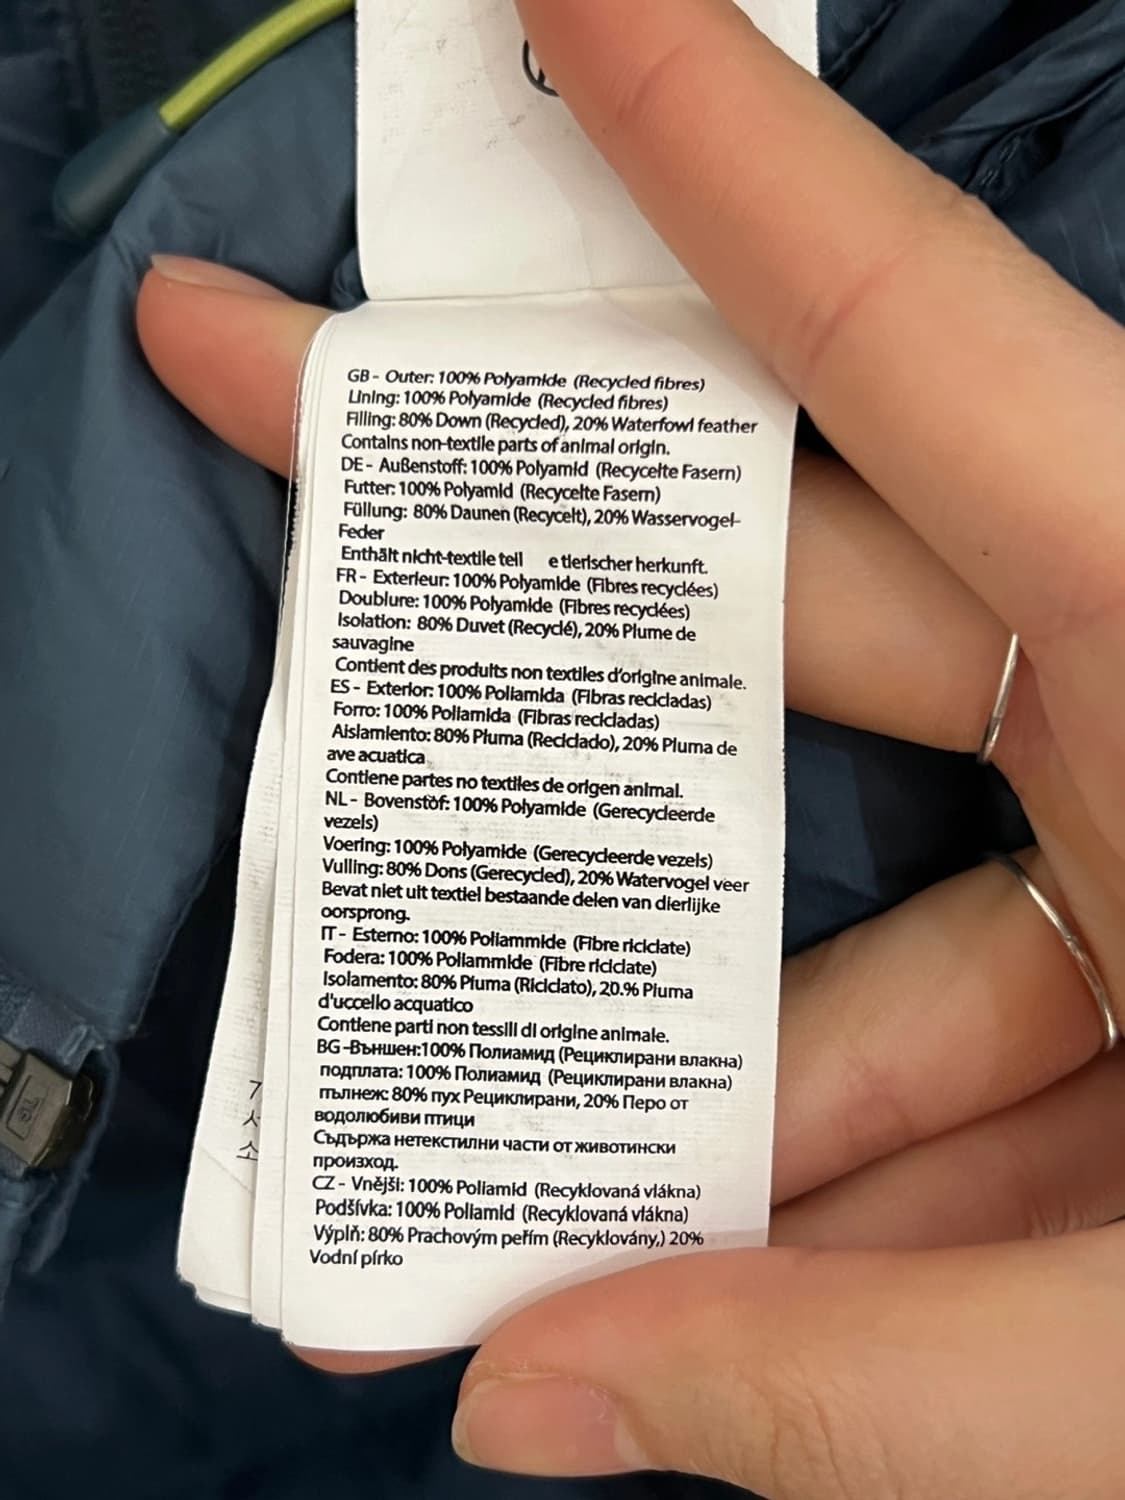 GB - Outer: 100% Polyamide (Recycled fibres)
Lining: 100% Polyamide (Recycled fibres)
Filling: 80% Down (Recycled), 20% Waterfowl feather
Contains non-textile parts of animal origin.
DE - Außenstoff: 100% Polyamid (Recycelte Fasern)
Futter: 100% Polyamid (Recycelte Fasern)
Füllung: 80% Daunen (Recycelt), 20% Wasservogel-
Feder
Enthält nicht-textile teil e tierischer herkunft.
FR - Exterieur: 100% Polyamide (Fibres recyclées)
Doublure: 100% Polyamide (Fibres recyclées)
Isolation: 80% Duvet (Recyclé), 20% Plume de
sauvagine
Contient des produits non textiles d'origine animale.
ES - Exterior: 100% Poliamida (Fibras recicladas)
Forro: 100% Poliamida (Fibras recicladas)
Aislamiento: 80% Pluma (Reciclado), 20% Pluma de
ave acuatica
Contiene partes no textiles de origen animal.
NL - Bovenstof: 100% Polyamide (Gerecycleerde
vezels)
Voering: 100% Polyamide (Gerecycleerde vezels)
Vulling: 80% Dons (Gerecycled), 20% Watervogel veer
Bevat niet uit textiel bestaande delen van dierlijke
oorsprong.
IT - Esterno: 100% Poliammide (Fibre riciclate)
Fodera: 100% Poliammide (Fibre riciclate)
Isolamento: 80% Piuma (Riciclato), 20.% Piuma
d'uccello acquatico
Contiene parti non tessili di origine animale.
BG -Външен:100% Полиамид (Рециклирани влакна)
подплата: 100% Полиамид (Рециклирани влакна)
пълнеж: 80% пух Рециклирани, 20% Перо от
водолюбиви птици
Съдържа нетекстилни части от животински
произход.
CZ - Vnější: 100% Poliamid (Recyklovaná vlákna)
Podšívka: 100% Poliamid (Recyklovaná vlákna)
Výplň: 80% Prachovým peřím (Recyklovány,) 20%
Vodní pírko